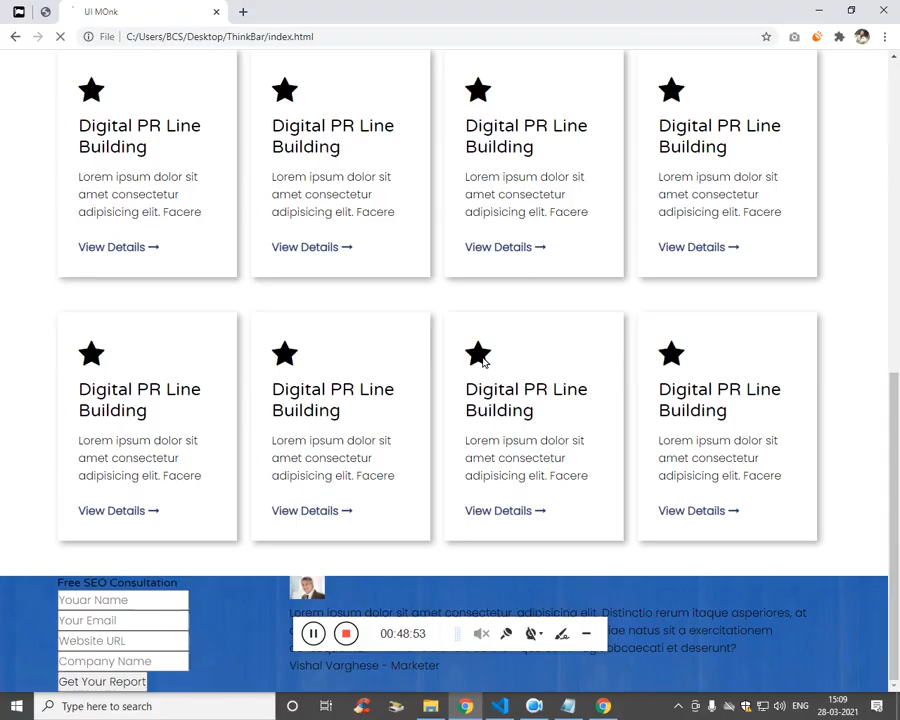 UI MOnk
File
C:/Users/BCS/Desktop/ThinkBar/index.html
Digital PR Line Building
Lorem ipsum dolor sit
amet consectetur
adipisicing elit. Facere
View Details
Digital PR Line Building
Lorem ipsum dolor sit
amet consectetur
adipisicing elit. Facere
View Details
Digital PR Line Building
Lorem ipsum dolor sit
amet consectetur
adipisicing elit. Facere
View Details
Digital PR Line Building
Lorem ipsum dolor sit
amet consectetur
adipisicing elit. Facere
View Details
Digital PR Line Building
Lorem ipsum dolor sit
amet consectetur
adipisicing elit. Facere
View Details
Digital PR Line Building
Lorem ipsum dolor sit
amet consectetur
adipisicing elit. Facere
View Details
Digital PR Line Building
Lorem ipsum dolor sit
amet consectetur
adipisicing elit. Facere
View Details
Digital PR Line Building
Lorem ipsum dolor sit
amet consectetur
adipisicing elit. Facere
View Details
Free SEO Consultation
Youar Name
Your Email
Website URL
Company Name
Get Your Report
Lorem ipsum dolor sit amet consectetur, adipisicing elit. Distinctio rerum itaque asperiores, at
natus sit a exercitationem
obcaecati et deserunt?
Vishal Varghese - Marketer
00:48:53
Type here to search
ENG
15:09
28-03-2021